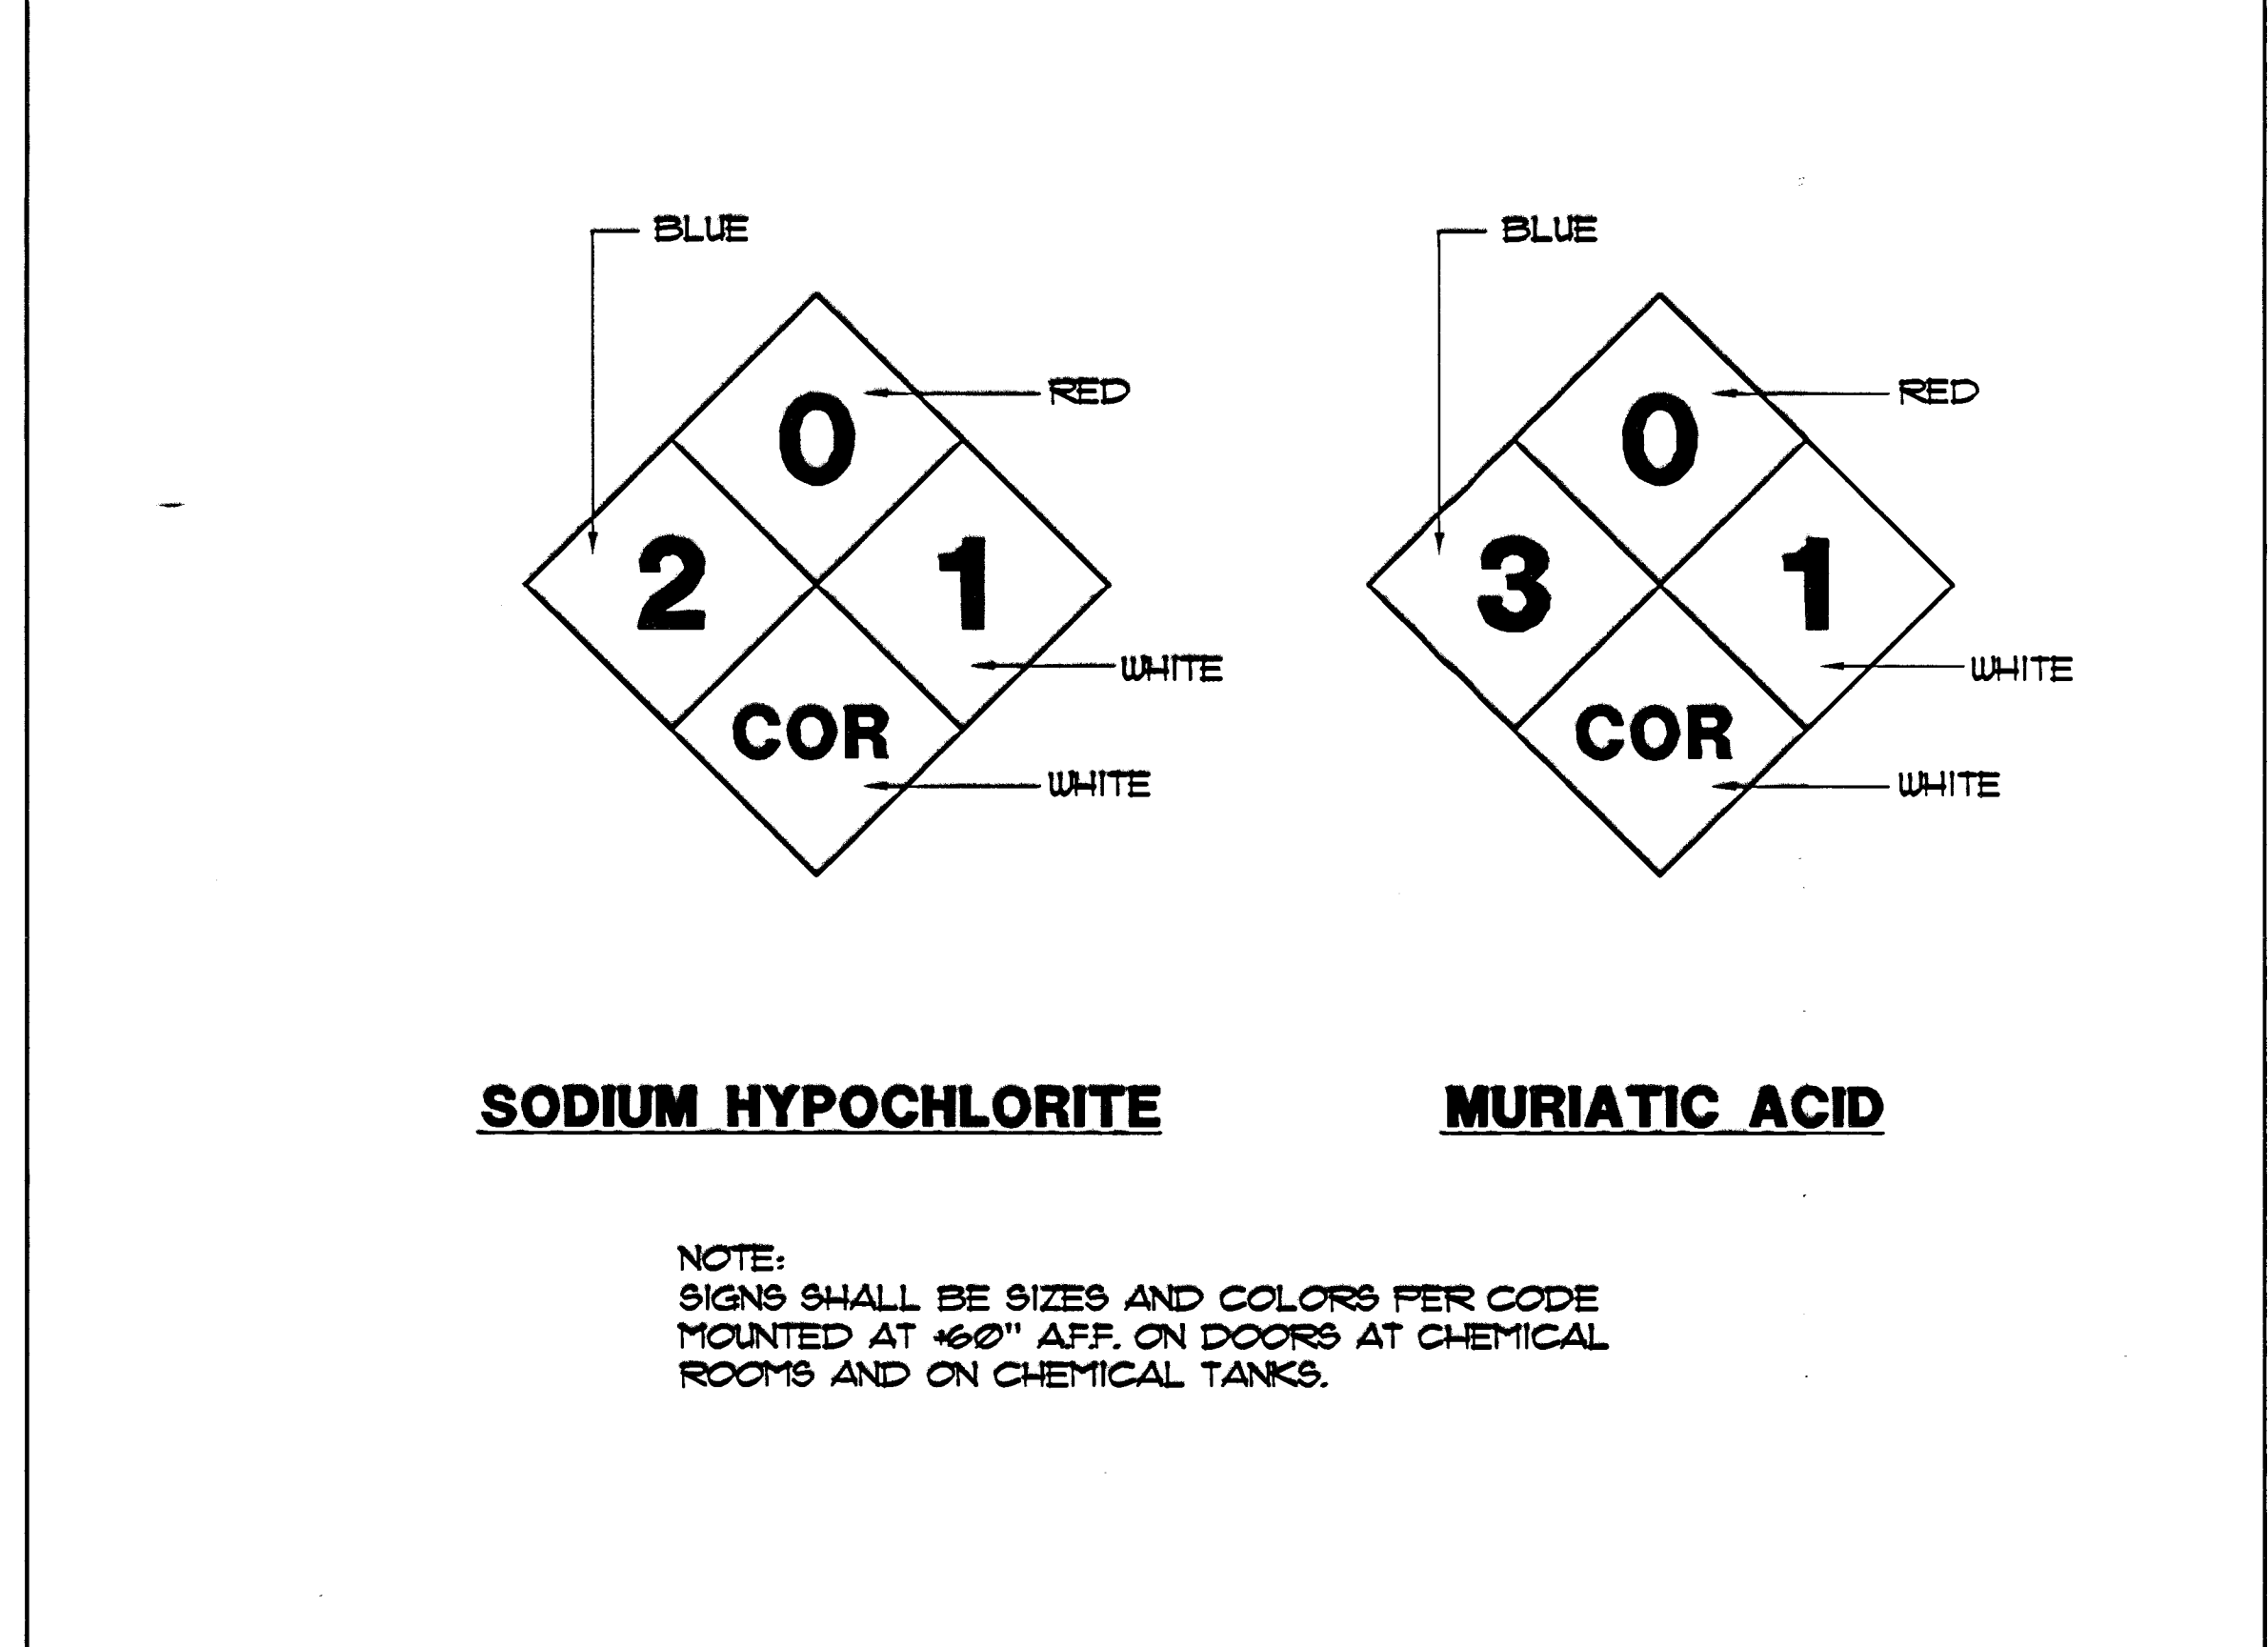 BLUE
0
RED
2
1
WHITE
COR
WHITE
SODIUM HYPOCHLORITE
BLUE
0
RED
3
1
WHITE
COR
WHITE
MURIATIC ACID
NOTE:
SIGNS SHALL BE SIZES AND COLORS PER CODE
MOUNTED AT +60" A.F.F. ON DOORS AT CHEMICAL
ROOMS AND ON CHEMICAL TANKS.